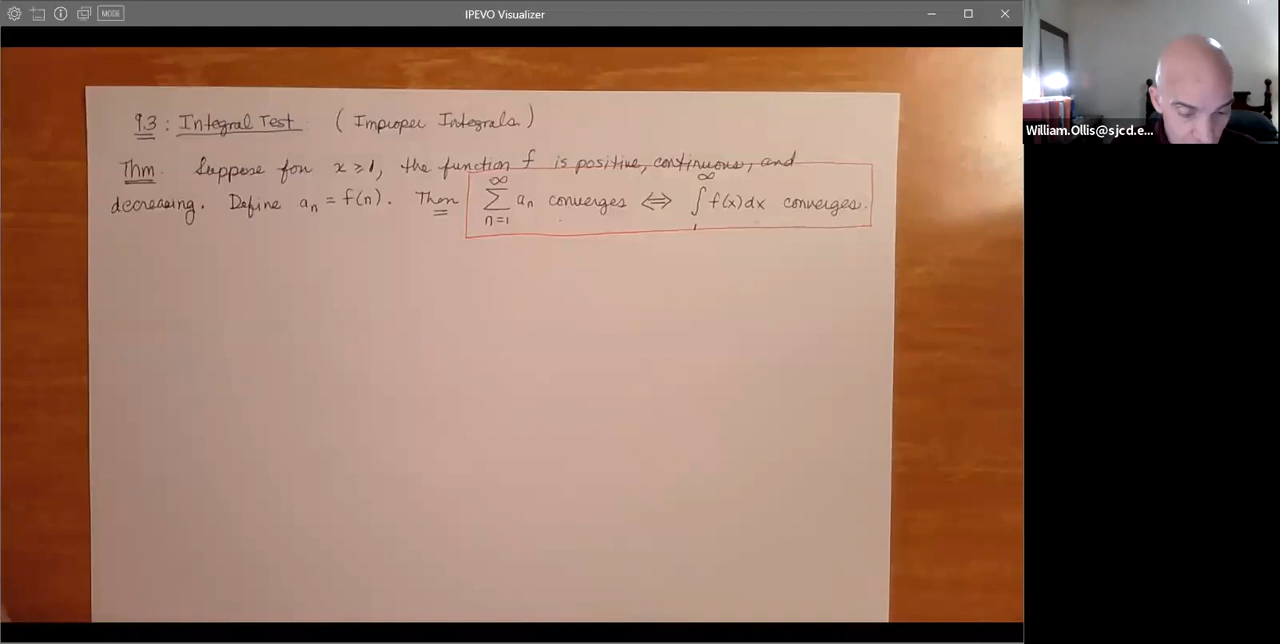 MODE
IPEVO Visualizer
William.Ollis@sjcd.e...
9.3 : Integral Test (Improper Integrals)
Thm. Suppose for x ≥ 1, the function f is positive, continuous, and
decreasing. Define aₙ = f(n). Then ∞∑n=1 aₙ converges ⇔ ∞∫1 f(x)dx converges.